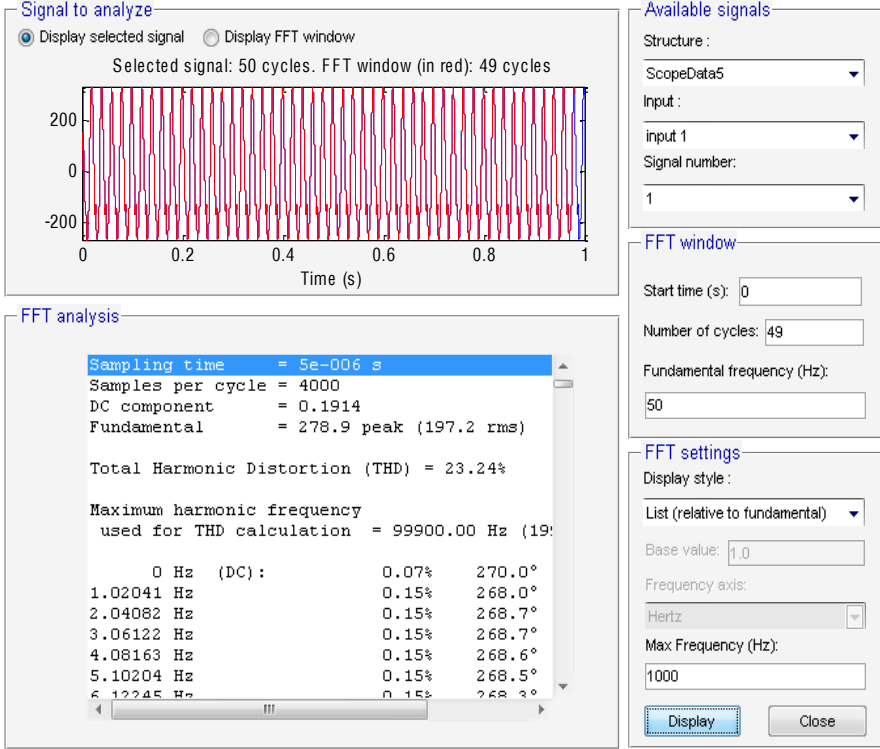 Signal to analyze
Display selected signal Display FFT window
Selected signal: 50 cycles. FFT window (in red): 49 cycles
200
0
-200
0 0.2 0.4 0.6 0.8 1
Time (s)
FFT analysis
Sampling time = 5e-006 s
Samples per cycle = 4000
DC component = 0.1914
Fundamental = 278.9 peak (197.2 rms)
Total Harmonic Distortion (THD) = 23.24%
Maximum harmonic frequency
used for THD calculation = 99900.00 Hz (199
0 Hz (DC): 0.07% 270.0°
1.02041 Hz 0.15% 268.0°
2.04082 Hz 0.15% 268.7°
3.06122 Hz 0.15% 268.7°
4.08163 Hz 0.15% 268.6°
5.10204 Hz 0.15% 268.5°
6.12245 Hz 0.15% 268.3°
Available signals
Structure :
ScopeData5
Input :
input 1
Signal number:
1
FFT window
Start time (s): 0
Number of cycles: 49
Fundamental frequency (Hz):
50
FFT settings
Display style :
List (relative to fundamental)
Base value: 1.0
Frequency axis:
Hertz
Max Frequency (Hz):
1000
Display Close